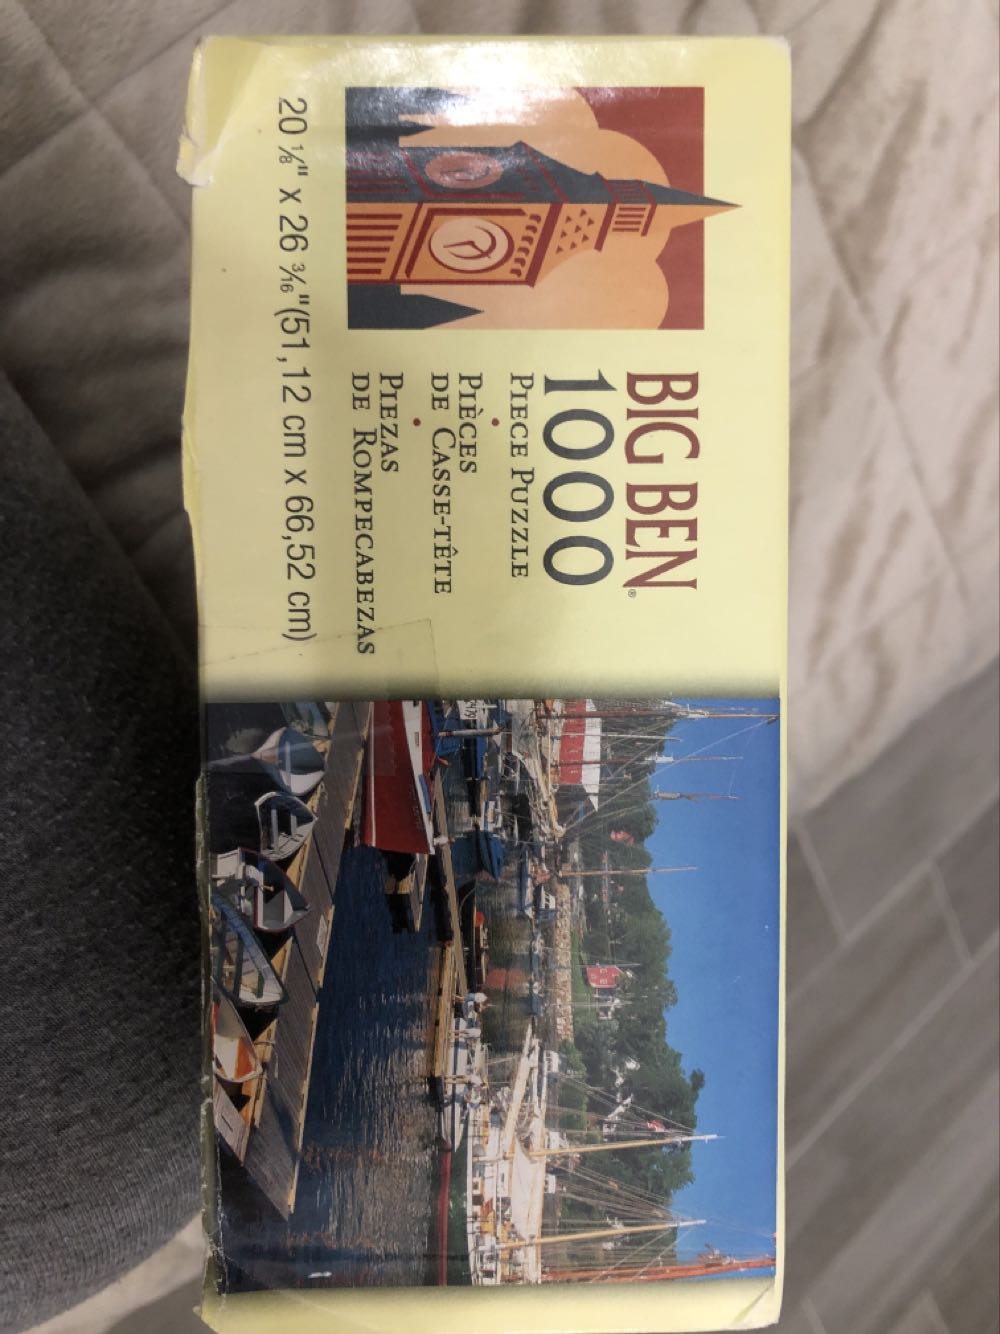 BIG BEN®
1000
PIECE PUZZLE
•
PIÈCES
DE CASSE-TÊTE
•
PIEZAS
DE ROMPECABEZAS
20 ⅛" x 26 3/16"(51,12 cm x 66,52 cm)